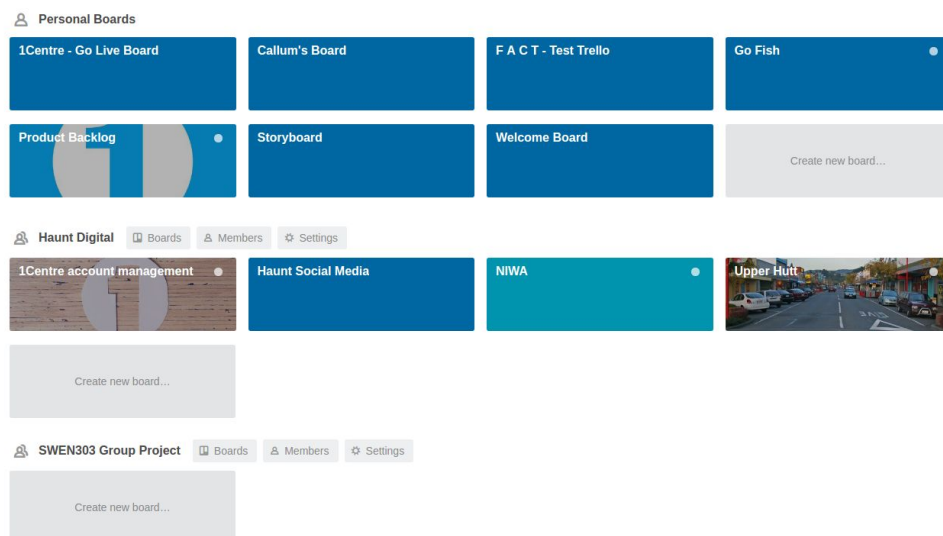 Personal Boards
1Centre - Go Live Board
Callum's Board
F A C T - Test Trello
Go Fish
Product Backlog
Storyboard
Welcome Board
Create new board…
Haunt Digital
Boards
Members
Settings
1Centre account management
Haunt Social Media
NIWA
Upper Hutt
Create new board…
SWEN303 Group Project
Boards
Members
Settings
Create new board…